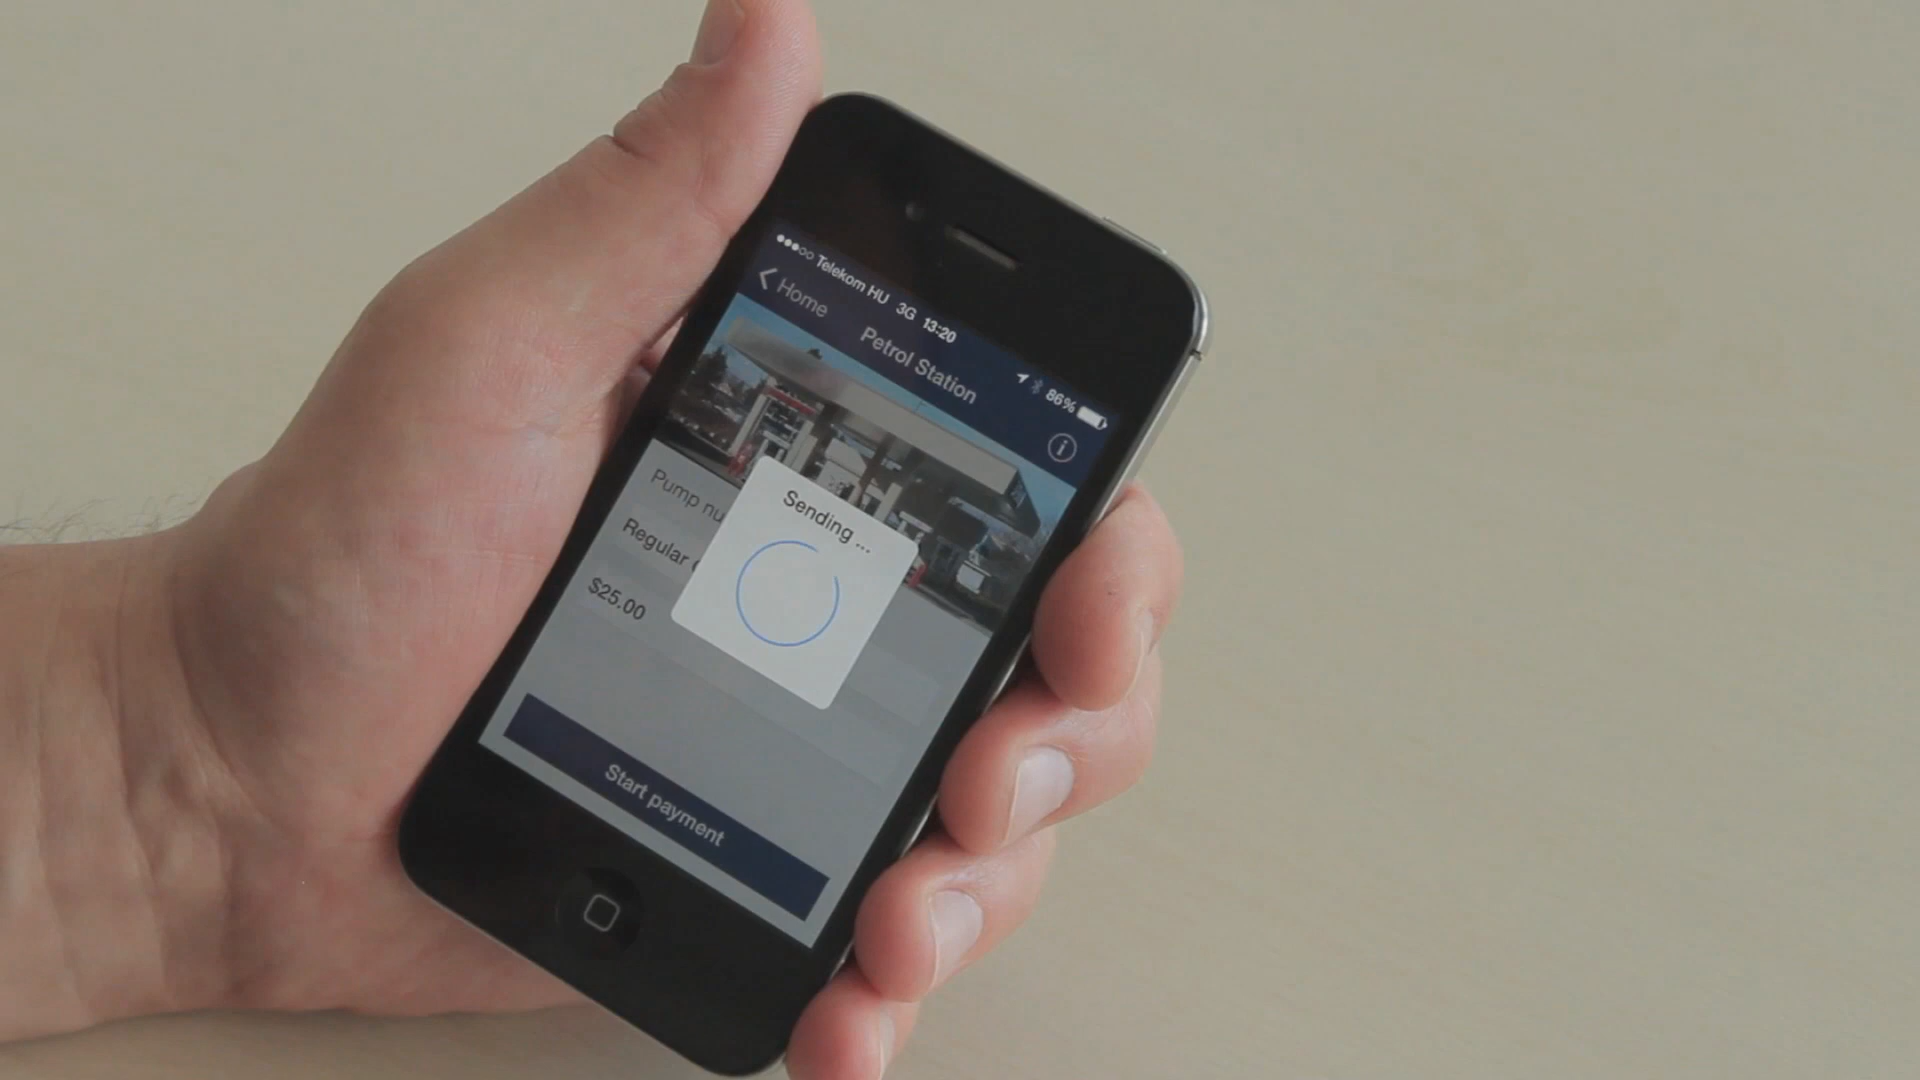 Telekom HU 3G 13:20 86%
Home
Petrol Station
Sending ...
Pump nu
Regular
$25.00
Start payment